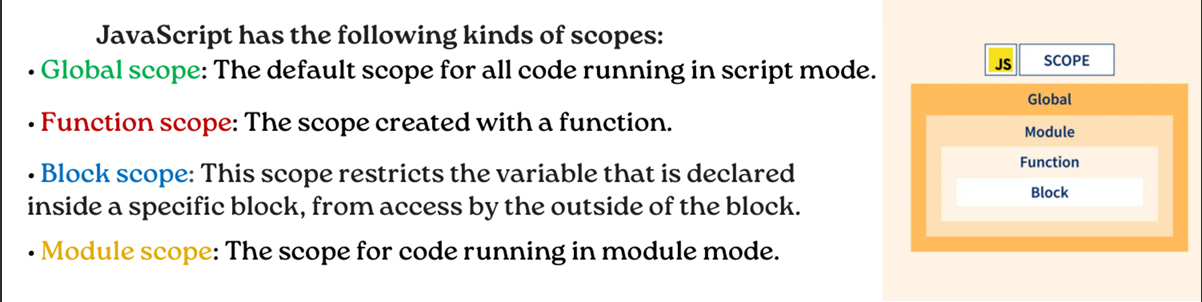 JavaScript has the following kinds of scopes:
• Global scope: The default scope for all code running in script mode.
• Function scope: The scope created with a function.
• Block scope: This scope restricts the variable that is declared
inside a specific block, from access by the outside of the block.
• Module scope: The scope for code running in module mode.
JS SCOPE
Global
Module
Function
Block